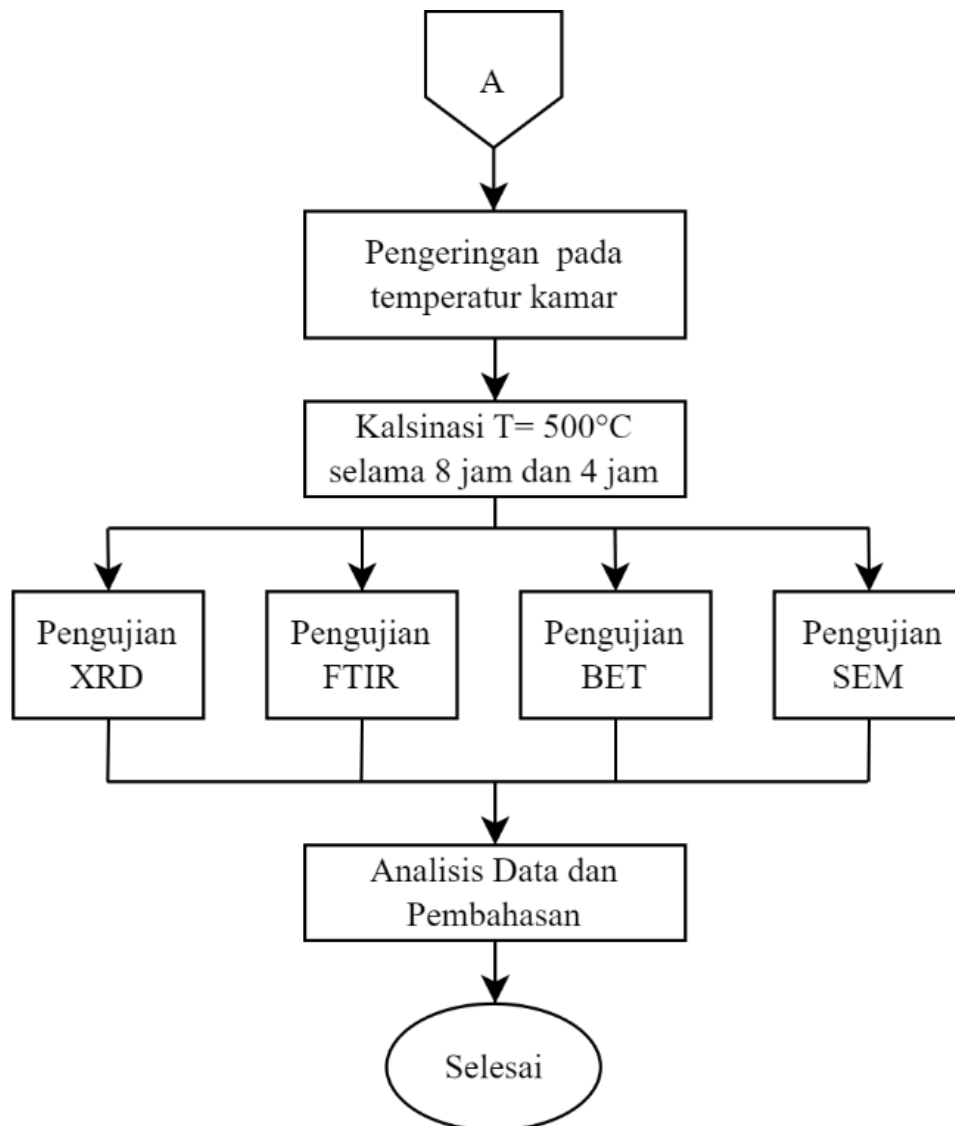 A
Pengeringan pada
temperatur kamar
Kalsinasi T= 500°C
selama 8 jam dan 4 jam
Pengujian
XRD
Pengujian
FTIR
Pengujian
BET
Pengujian
SEM
Analisis Data dan
Pembahasan
Selesai